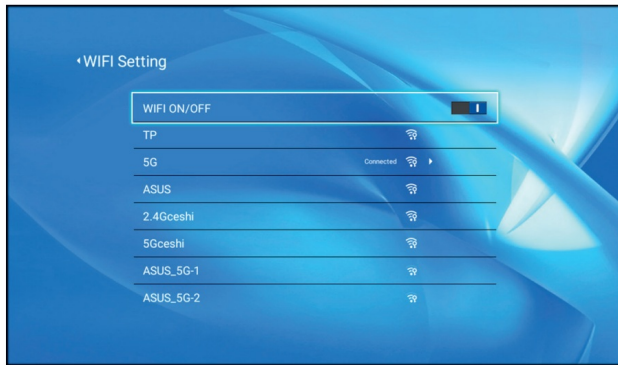 WIFI Setting
WIFI ON/OFF
TP
5G Connected
ASUS
2.4Gceshi
5Gceshi
ASUS_5G-1
ASUS_5G-2